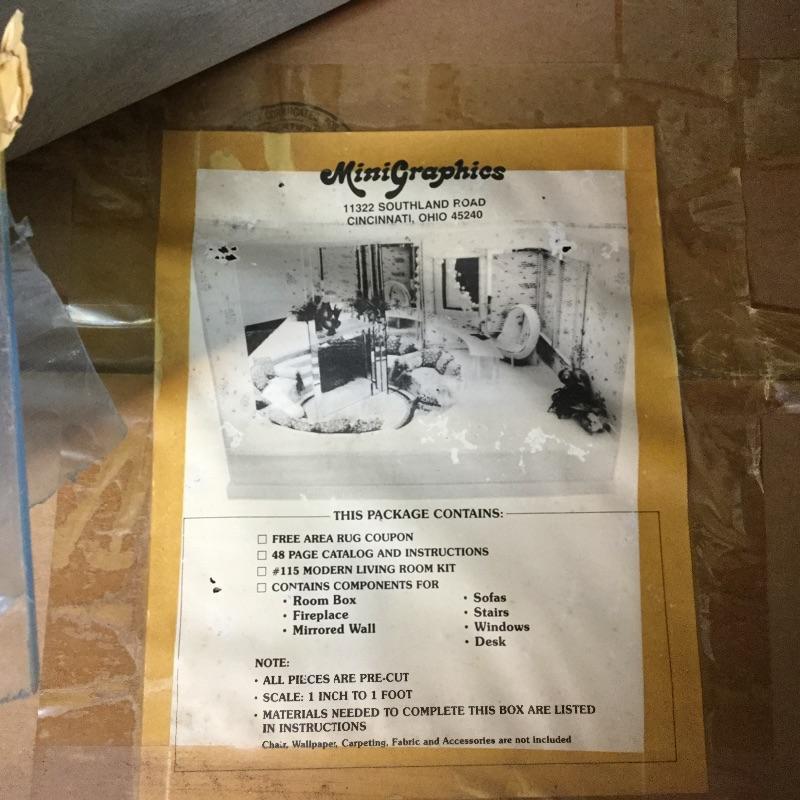 MiniGraphics
11322 SOUTHLAND ROAD
CINCINNATI, OHIO 45240
THIS PACKAGE CONTAINS:
☐ FREE AREA RUG COUPON
☐ 48 PAGE CATALOG AND INSTRUCTIONS
☐ #115 MODERN LIVING ROOM KIT
☐ CONTAINS COMPONENTS FOR
• Room Box
• Fireplace
• Mirrored Wall
• Sofas
• Stairs
• Windows
• Desk
NOTE:
• ALL PIECES ARE PRE-CUT
• SCALE: 1 INCH TO 1 FOOT
• MATERIALS NEEDED TO COMPLETE THIS BOX ARE LISTED
IN INSTRUCTIONS
Chair, Wallpaper, Carpeting, Fabric and Accessories are not included